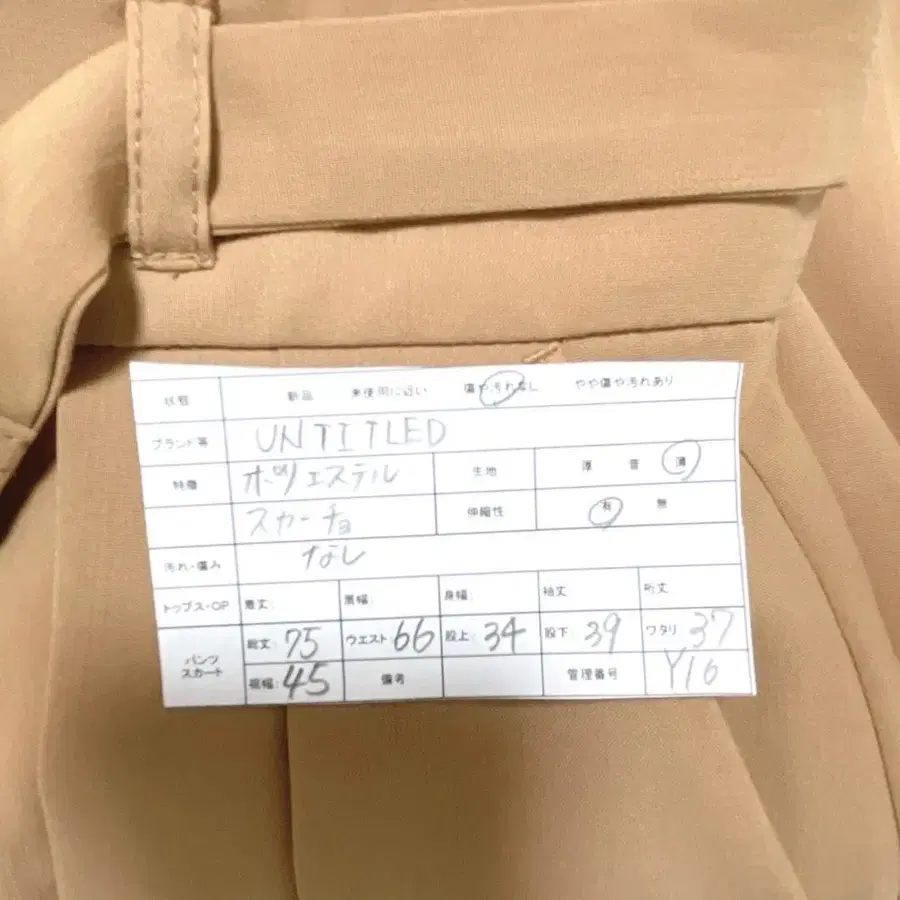 状態 新品 未使用に近い 傷や汚れなし やや傷や汚れあり
ブランド等 UNTITLED
特徴 ポリエステル 生地 厚 普 薄
スカーチョ 伸縮性 有 無
汚れ・傷み なし
トップス・OP 着丈: 肩幅: 身幅: 袖丈 裄丈
パンツ スカート 総丈: 75 ウエスト: 66 股上: 34 股下: 39 ワタリ: 37
裾幅: 45 備考 管理番号 Y16